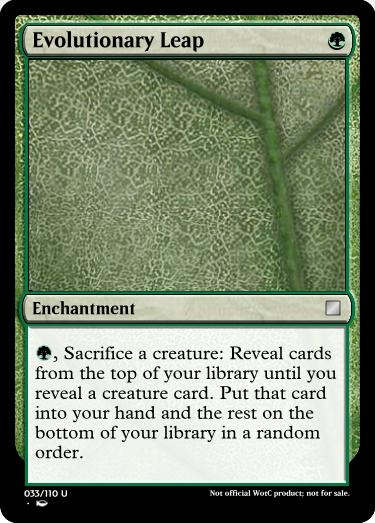 Evolutionary Leap
Enchantment
, Sacrifice a creature: Reveal cards
from the top of your library until you
reveal a creature card. Put that card
into your hand and the rest on the
bottom of your library in a random
order.
033/110 U
Not official WotC product; not for sale.